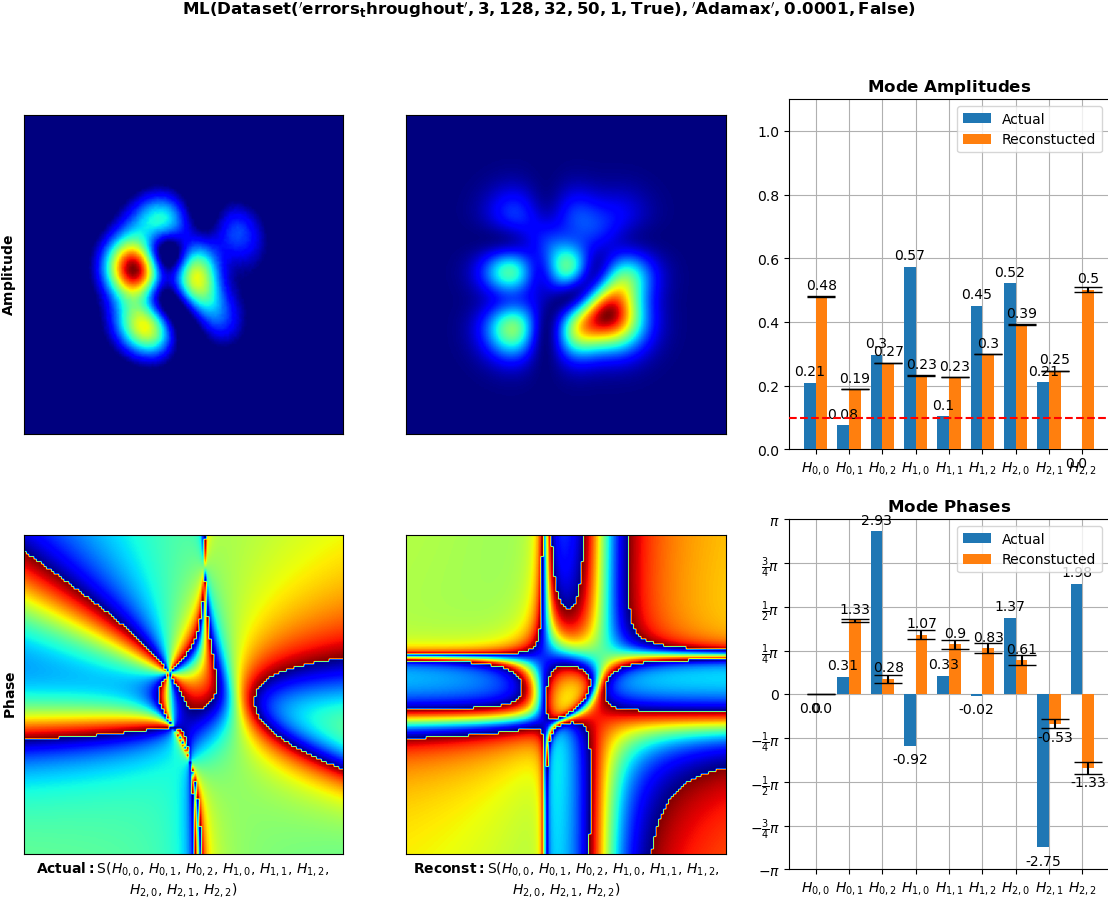 ML(Dataset('errors_throughout', 3, 128, 32, 50, 1, True), 'Adamax', 0.0001, False)
Amplitude
Mode Amplitudes
Actual
Reconstucted
1.0
0.8
0.6
0.4
0.2
0.0
0.21
0.08
0.3
0.57
0.1
0.45
0.52
0.21
0.0
0.48
0.19
0.27
0.23
0.23
0.3
0.39
0.25
0.5
H0,0 H0,1 H0,2 H1,0 H1,1 H1,2 H2,0 H2,1 H2,2
Phase
Mode Phases
Actual
Reconstucted
π
3/4π
1/2π
1/4π
0
−1/4π
−1/2π
−3/4π
−π
0.0
0.31
2.93
-0.92
0.33
-0.02
1.37
-2.75
1.98
0.0
1.33
0.28
1.07
0.9
0.83
0.61
-0.53
-1.33
H0,0 H0,1 H0,2 H1,0 H1,1 H1,2 H2,0 H2,1 H2,2
Actual: S(H0,0, H0,1, H0,2, H1,0, H1,1, H1,2,
H2,0, H2,1, H2,2)
Reconst: S(H0,0, H0,1, H0,2, H1,0, H1,1, H1,2,
H2,0, H2,1, H2,2)